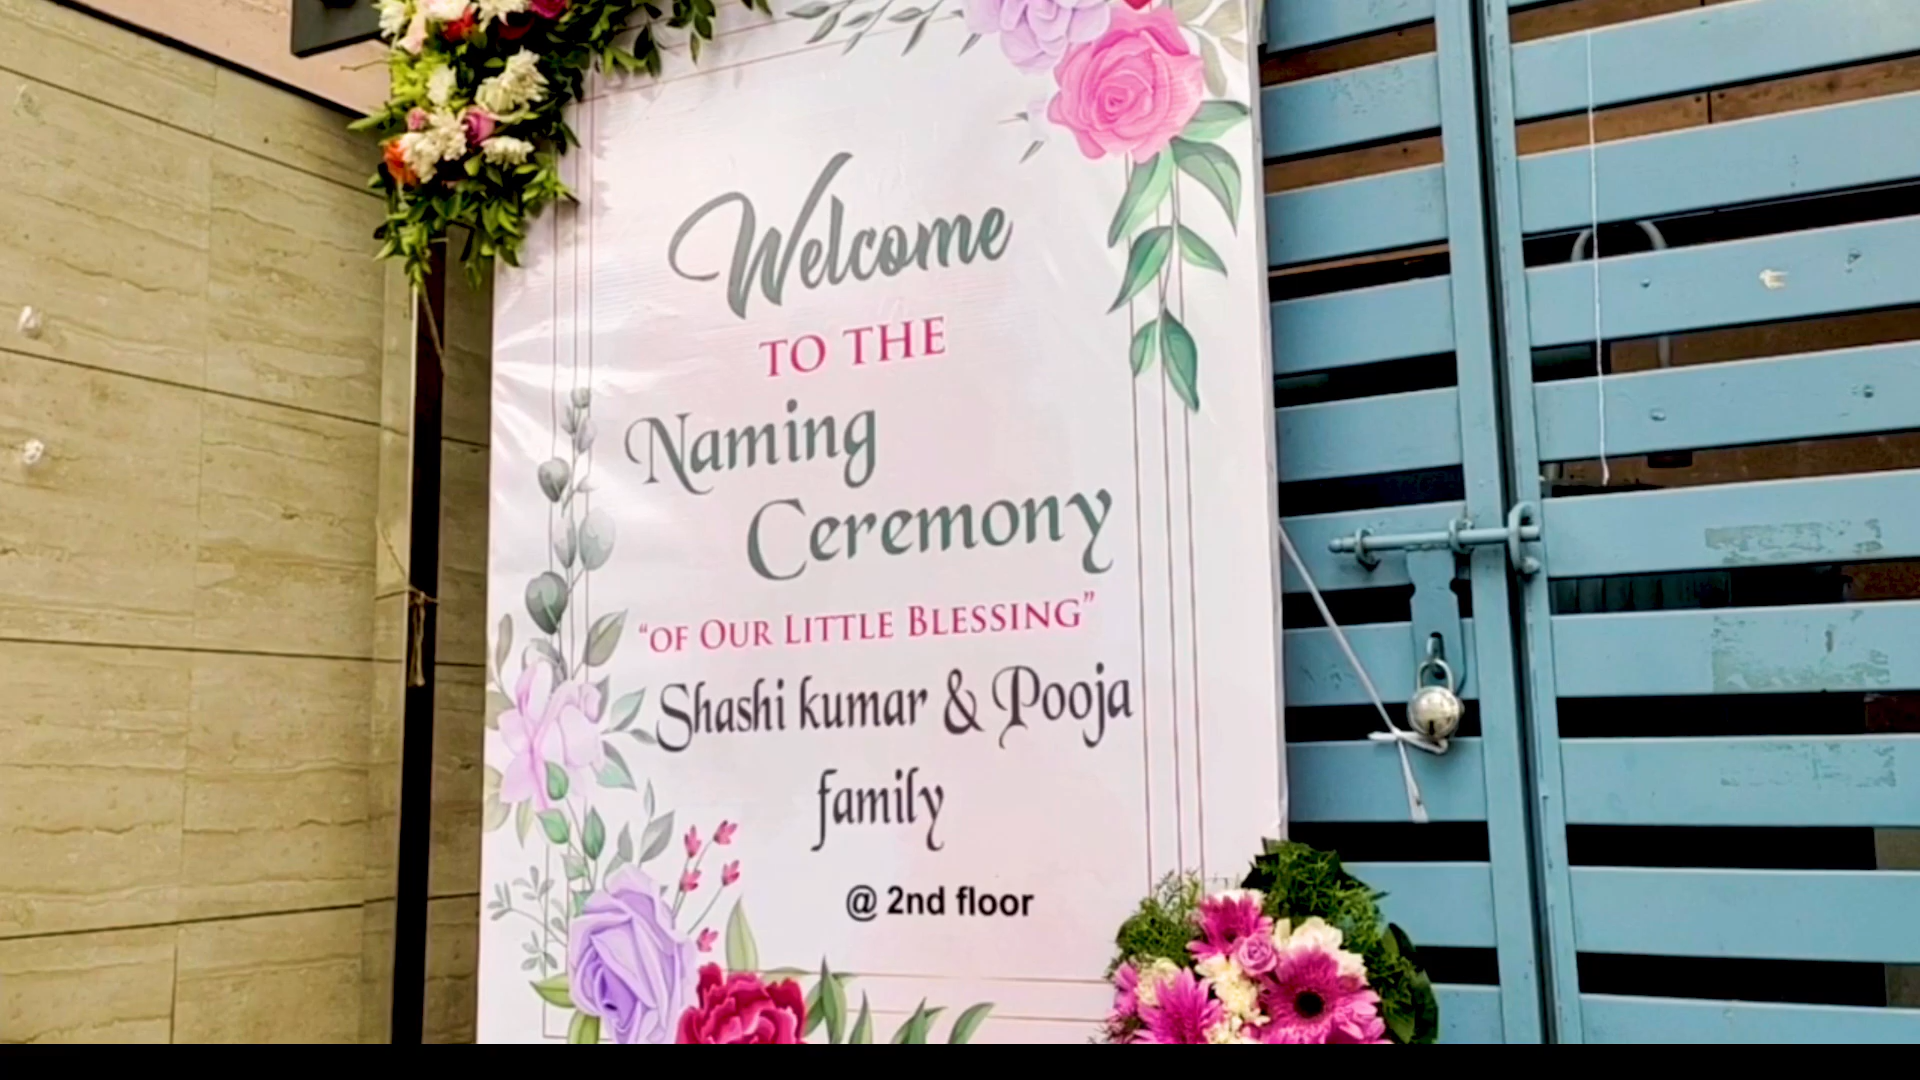 Welcome
TO THE
Naming
Ceremony
"OF OUR LITTLE BLESSING"
Shashi kumar & Pooja
family
@ 2nd floor